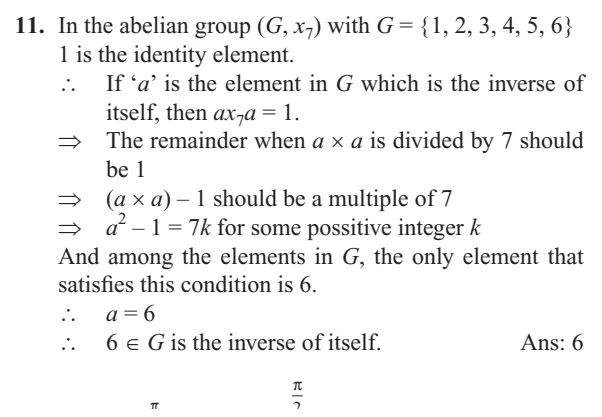 11. In the abelian group (G, x₇) with G = {1, 2, 3, 4, 5, 6}
1 is the identity element.
∴ If ‘a’ is the element in G which is the inverse of
itself, then ax₇a = 1.
⇒ The remainder when a × a is divided by 7 should
be 1
⇒ (a × a) – 1 should be a multiple of 7
⇒ a² – 1 = 7k for some possitive integer k
And among the elements in G, the only element that
satisfies this condition is 6.
∴ a = 6
∴ 6 ∈ G is the inverse of itself. Ans: 6
π/2
π